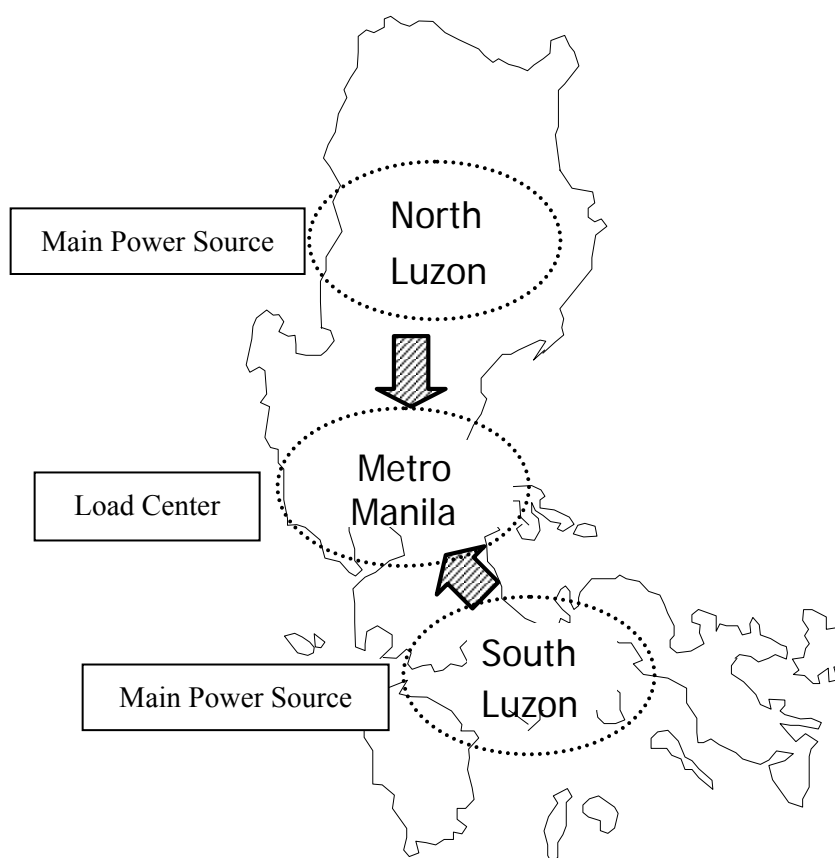 North
Luzon
Main Power Source
Metro
Manila
Load Center
South
Luzon
Main Power Source